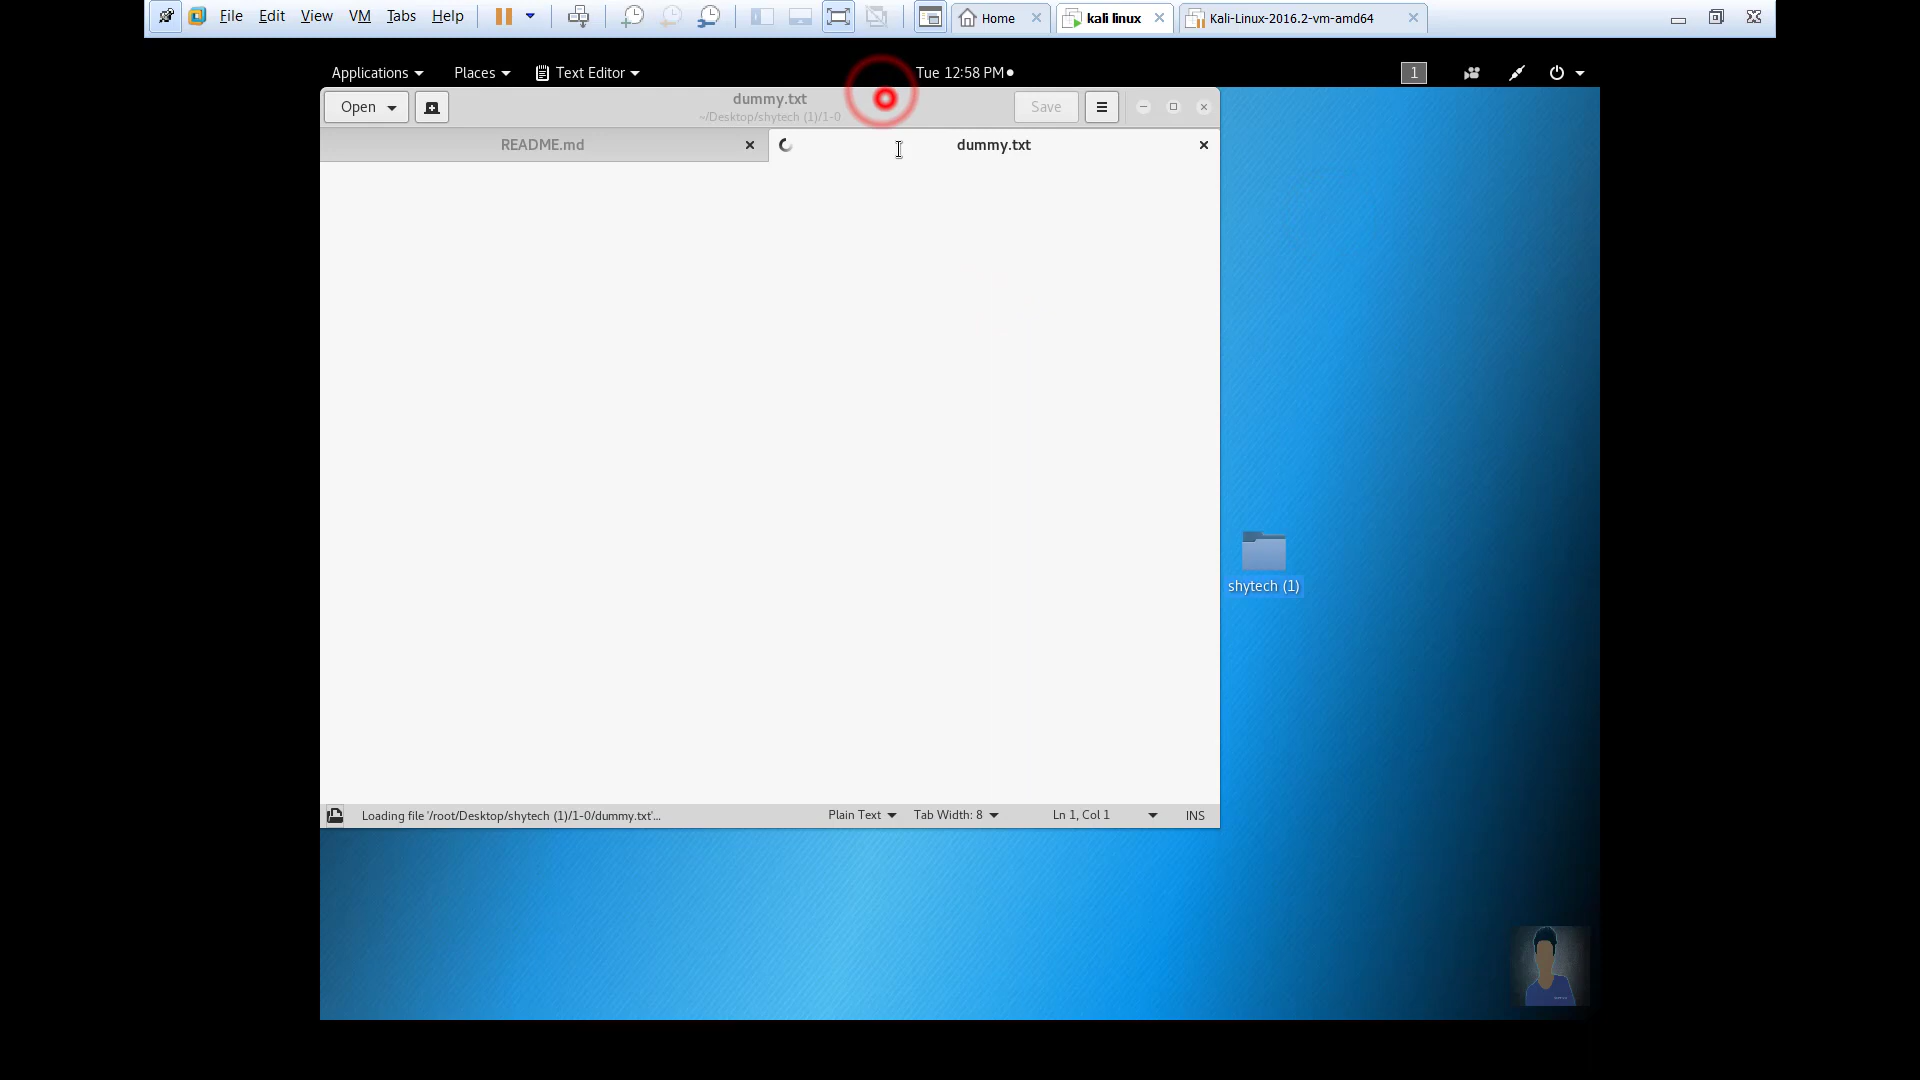 File Edit View VM Tabs Help
Home
kali linux
Kali-Linux-2016.2-vm-amd64
Applications Places Text Editor Tue 12:58 PM 1
Open dummy.txt Save
~/Desktop/shytech (1)/1-0
README.md dummy.txt
shytech (1)
Loading file '/root/Desktop/shytech (1)/1-0/dummy.txt'... Plain Text Tab Width: 8 Ln 1, Col 1 INS